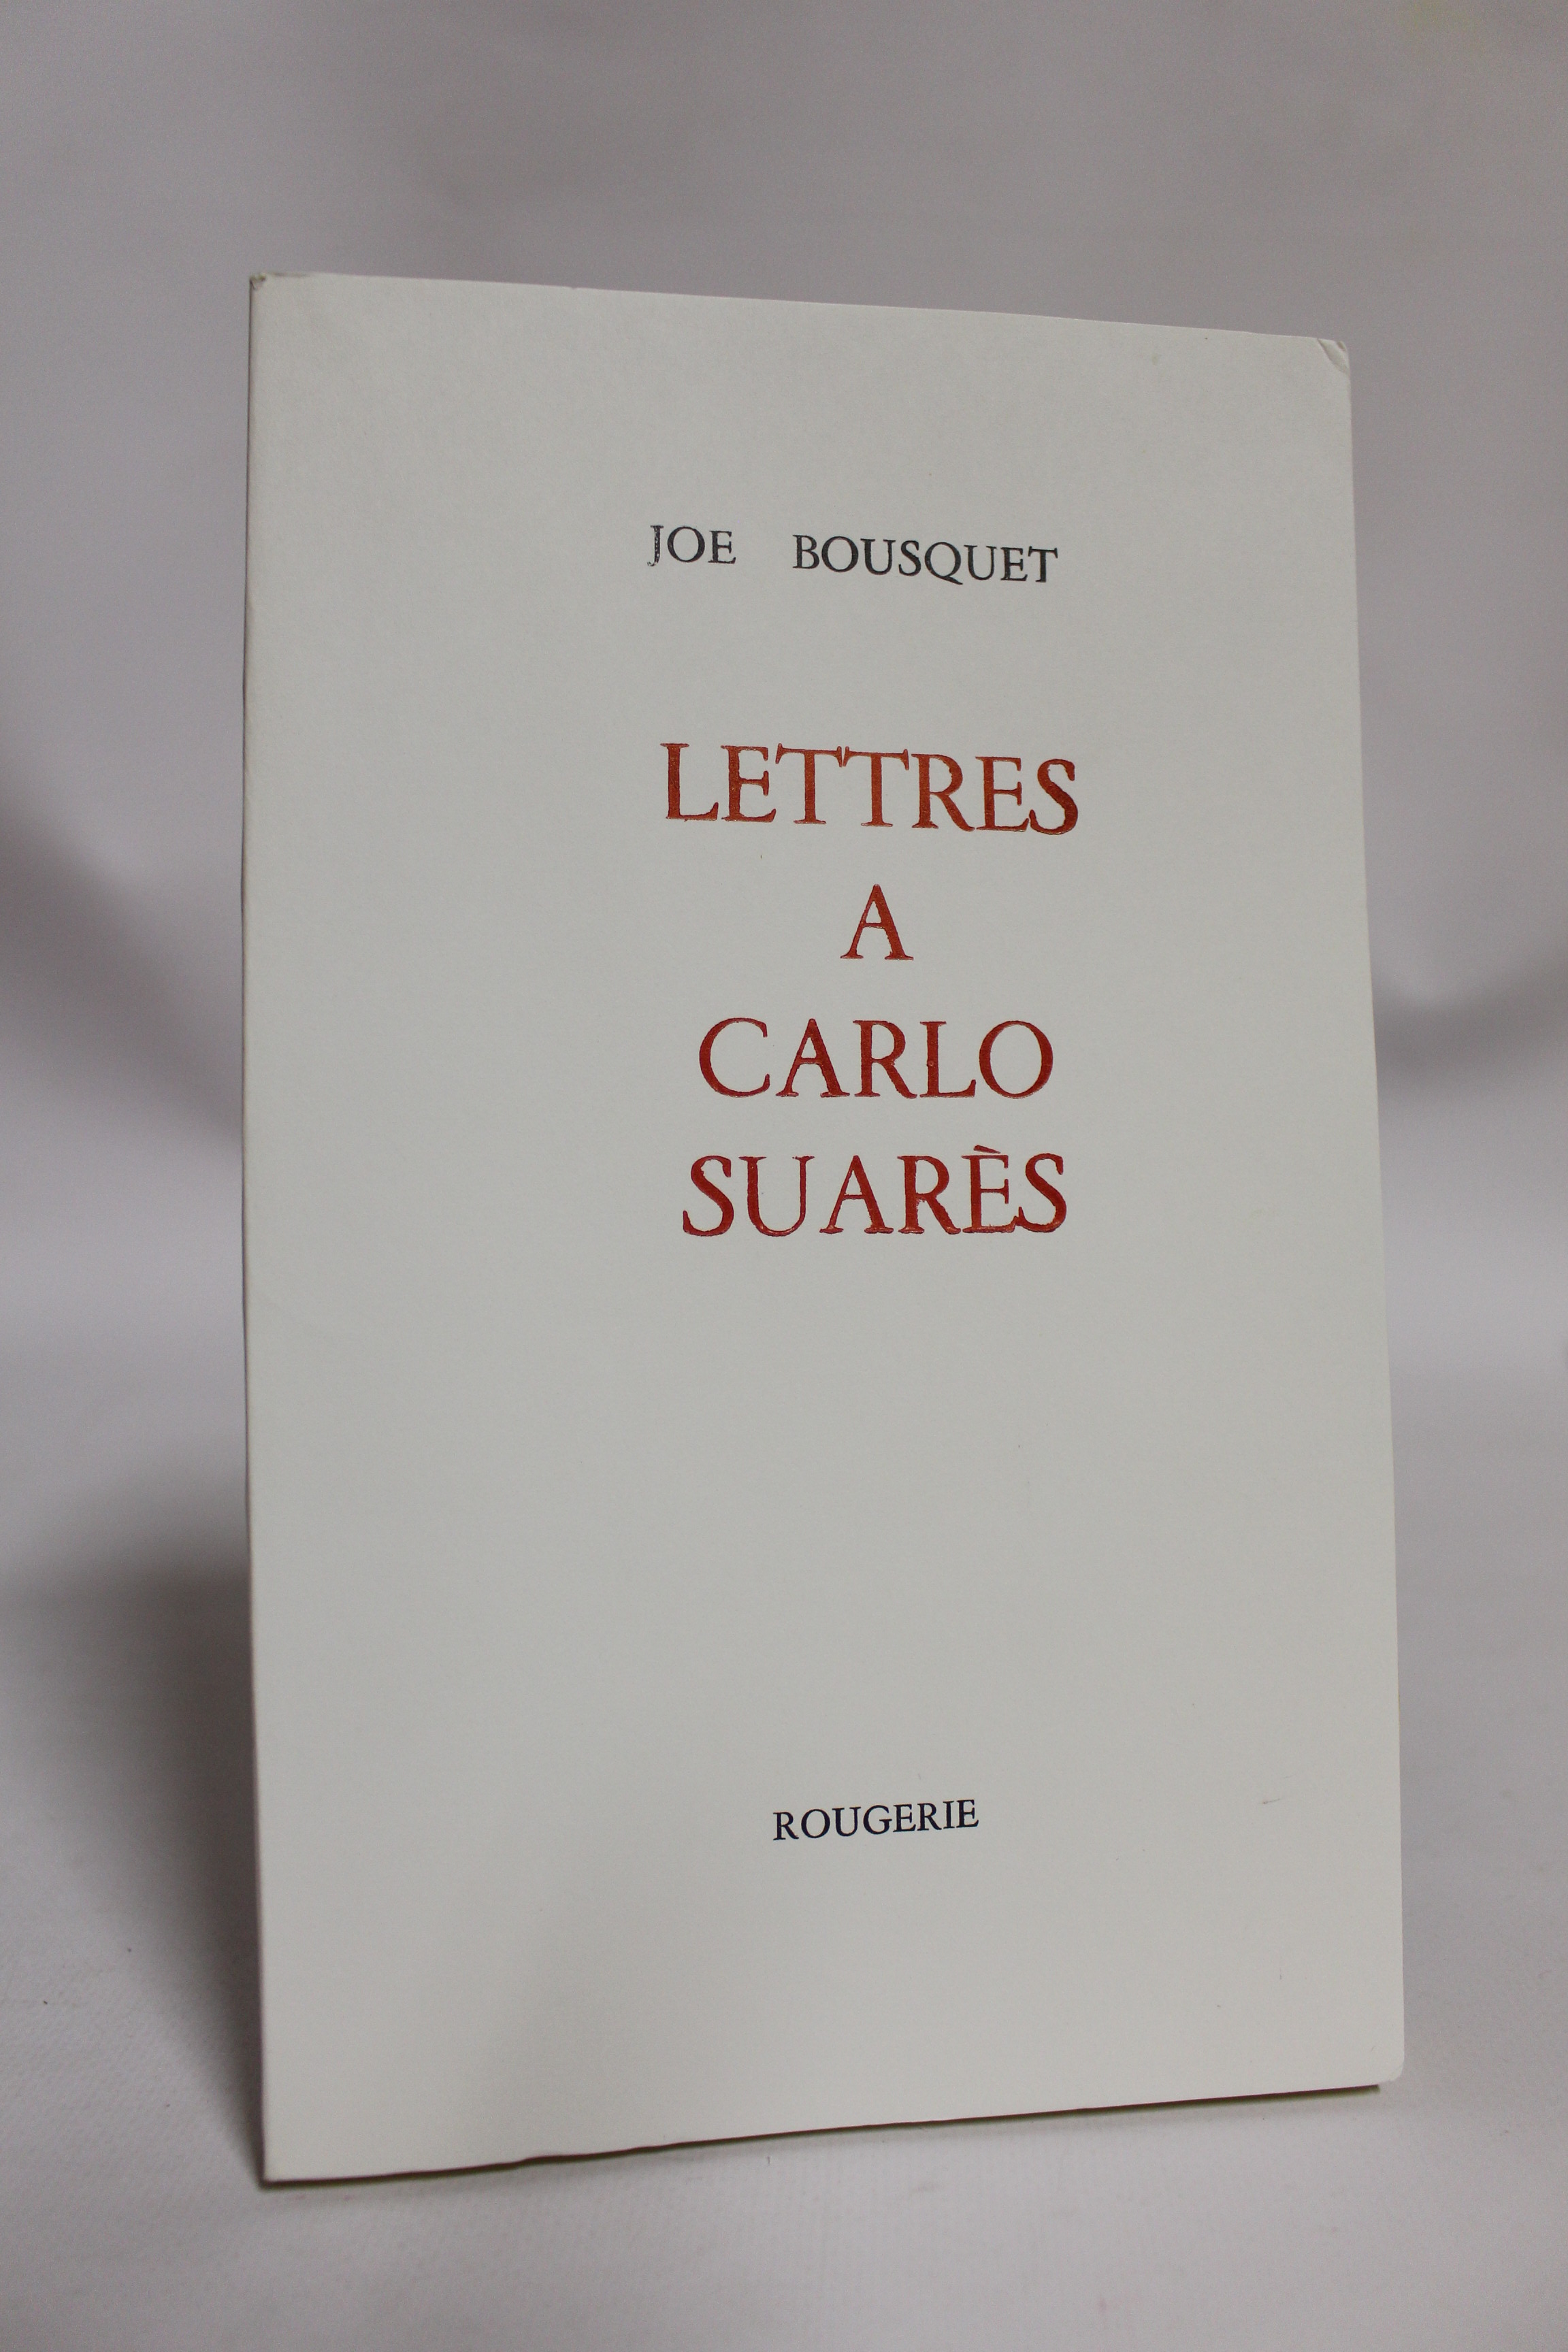 JOE BOUSQUET
LETTRES
A
CARLO
SUARÈS
ROUGERIE